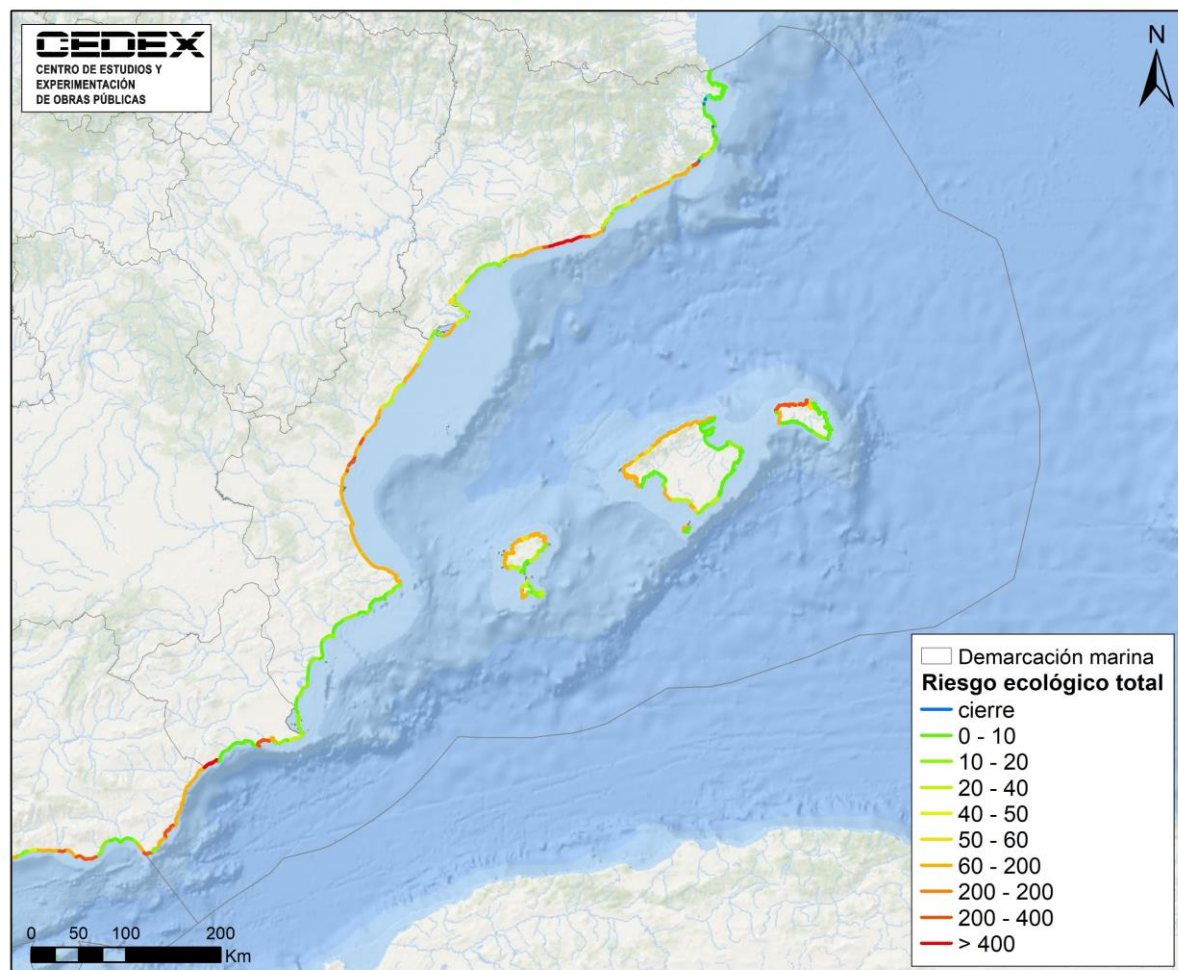 CEDEX
CENTRO DE ESTUDIOS Y
EXPERIMENTACIÓN
DE OBRAS PÚBLICAS
N
Demarcación marina
Riesgo ecológico total
cierre
0 - 10
10 - 20
20 - 40
40 - 50
50 - 60
60 - 200
200 - 200
200 - 400
> 400
0 50 100 200
Km